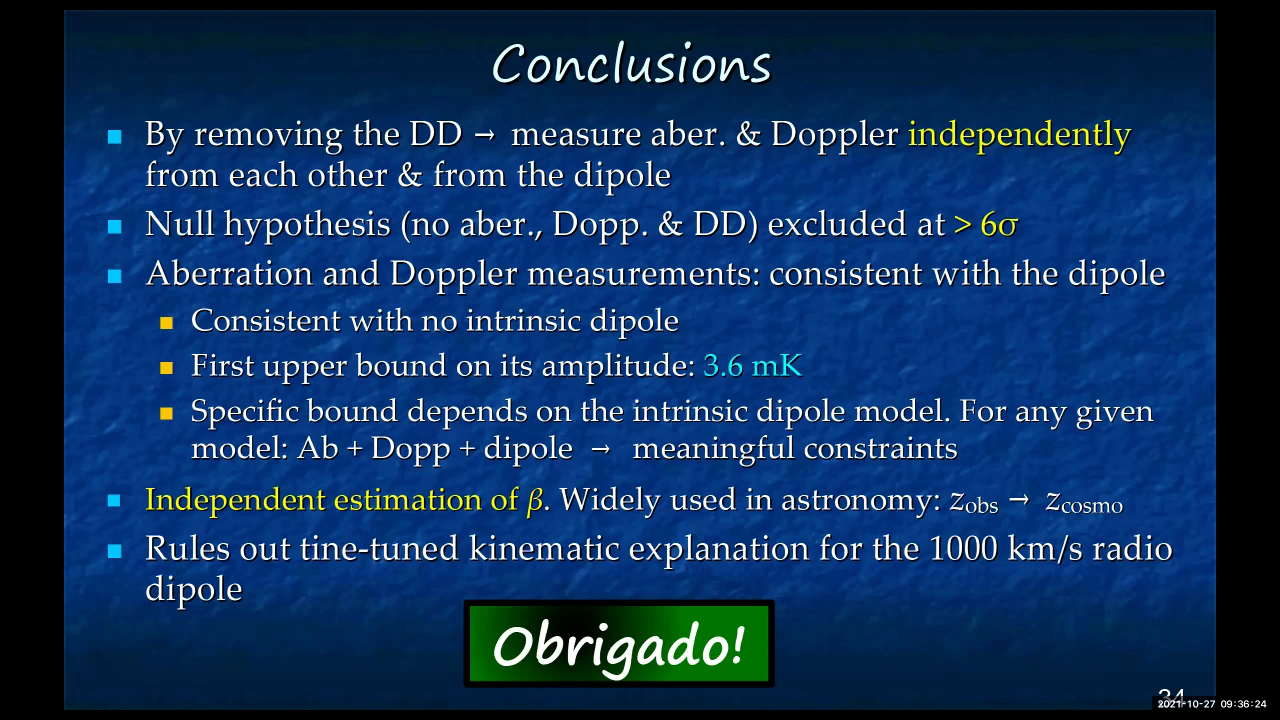 Conclusions
By removing the DD → measure aber. & Doppler independently
from each other & from the dipole
Null hypothesis (no aber., Dopp. & DD) excluded at > 6σ
Aberration and Doppler measurements: consistent with the dipole
Consistent with no intrinsic dipole
First upper bound on its amplitude: 3.6 mK
Specific bound depends on the intrinsic dipole model. For any given
model: Ab + Dopp + dipole → meaningful constraints
Independent estimation of β. Widely used in astronomy: zobs → zcosmo
Rules out tine-tuned kinematic explanation for the 1000 km/s radio
dipole
Obrigado!
34
2021-10-27 09:36:24